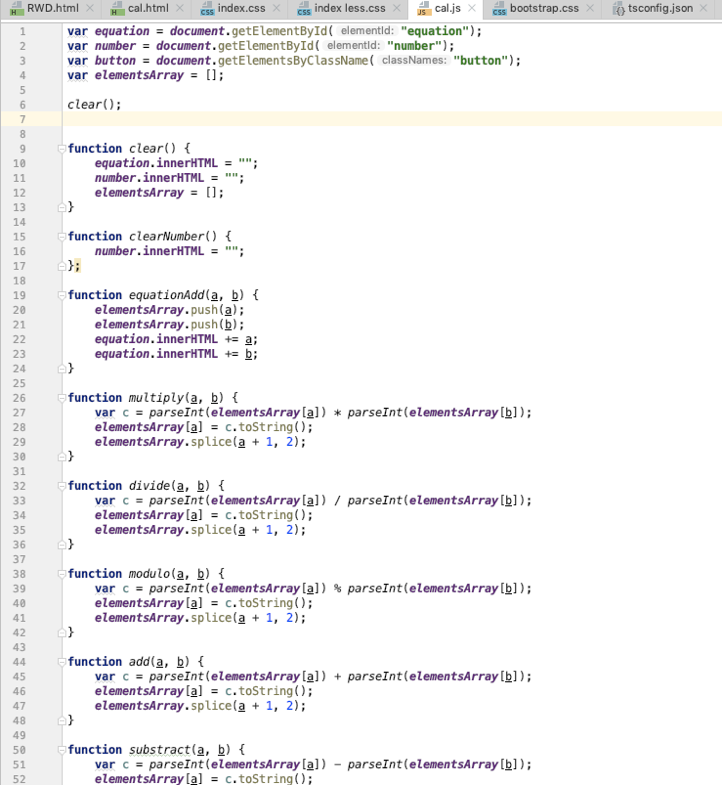 RWD.html cal.html index.css index less.css cal.js bootstrap.css tsconfig.json
1 var equation = document.getElementById( elementId: "equation");
2 var number = document.getElementById( elementId: "number");
3 var button = document.getElementsByClassName( classNames: "button");
4 var elementsArray = [];
5
6 clear();
7
8
9 function clear() {
10 equation.innerHTML = "";
11 number.innerHTML = "";
12 elementsArray = [];
13 }
14
15 function clearNumber() {
16 number.innerHTML = "";
17 };
18
19 function equationAdd(a, b) {
20 elementsArray.push(a);
21 elementsArray.push(b);
22 equation.innerHTML += a;
23 equation.innerHTML += b;
24 }
25
26 function multiply(a, b) {
27 var c = parseInt(elementsArray[a]) * parseInt(elementsArray[b]);
28 elementsArray[a] = c.toString();
29 elementsArray.splice(a + 1, 2);
30 }
31
32 function divide(a, b) {
33 var c = parseInt(elementsArray[a]) / parseInt(elementsArray[b]);
34 elementsArray[a] = c.toString();
35 elementsArray.splice(a + 1, 2);
36 }
37
38 function modulo(a, b) {
39 var c = parseInt(elementsArray[a]) % parseInt(elementsArray[b]);
40 elementsArray[a] = c.toString();
41 elementsArray.splice(a + 1, 2);
42 }
43
44 function add(a, b) {
45 var c = parseInt(elementsArray[a]) + parseInt(elementsArray[b]);
46 elementsArray[a] = c.toString();
47 elementsArray.splice(a + 1, 2);
48 }
49
50 function substract(a, b) {
51 var c = parseInt(elementsArray[a]) - parseInt(elementsArray[b]);
52 elementsArray[a] = c.toString();